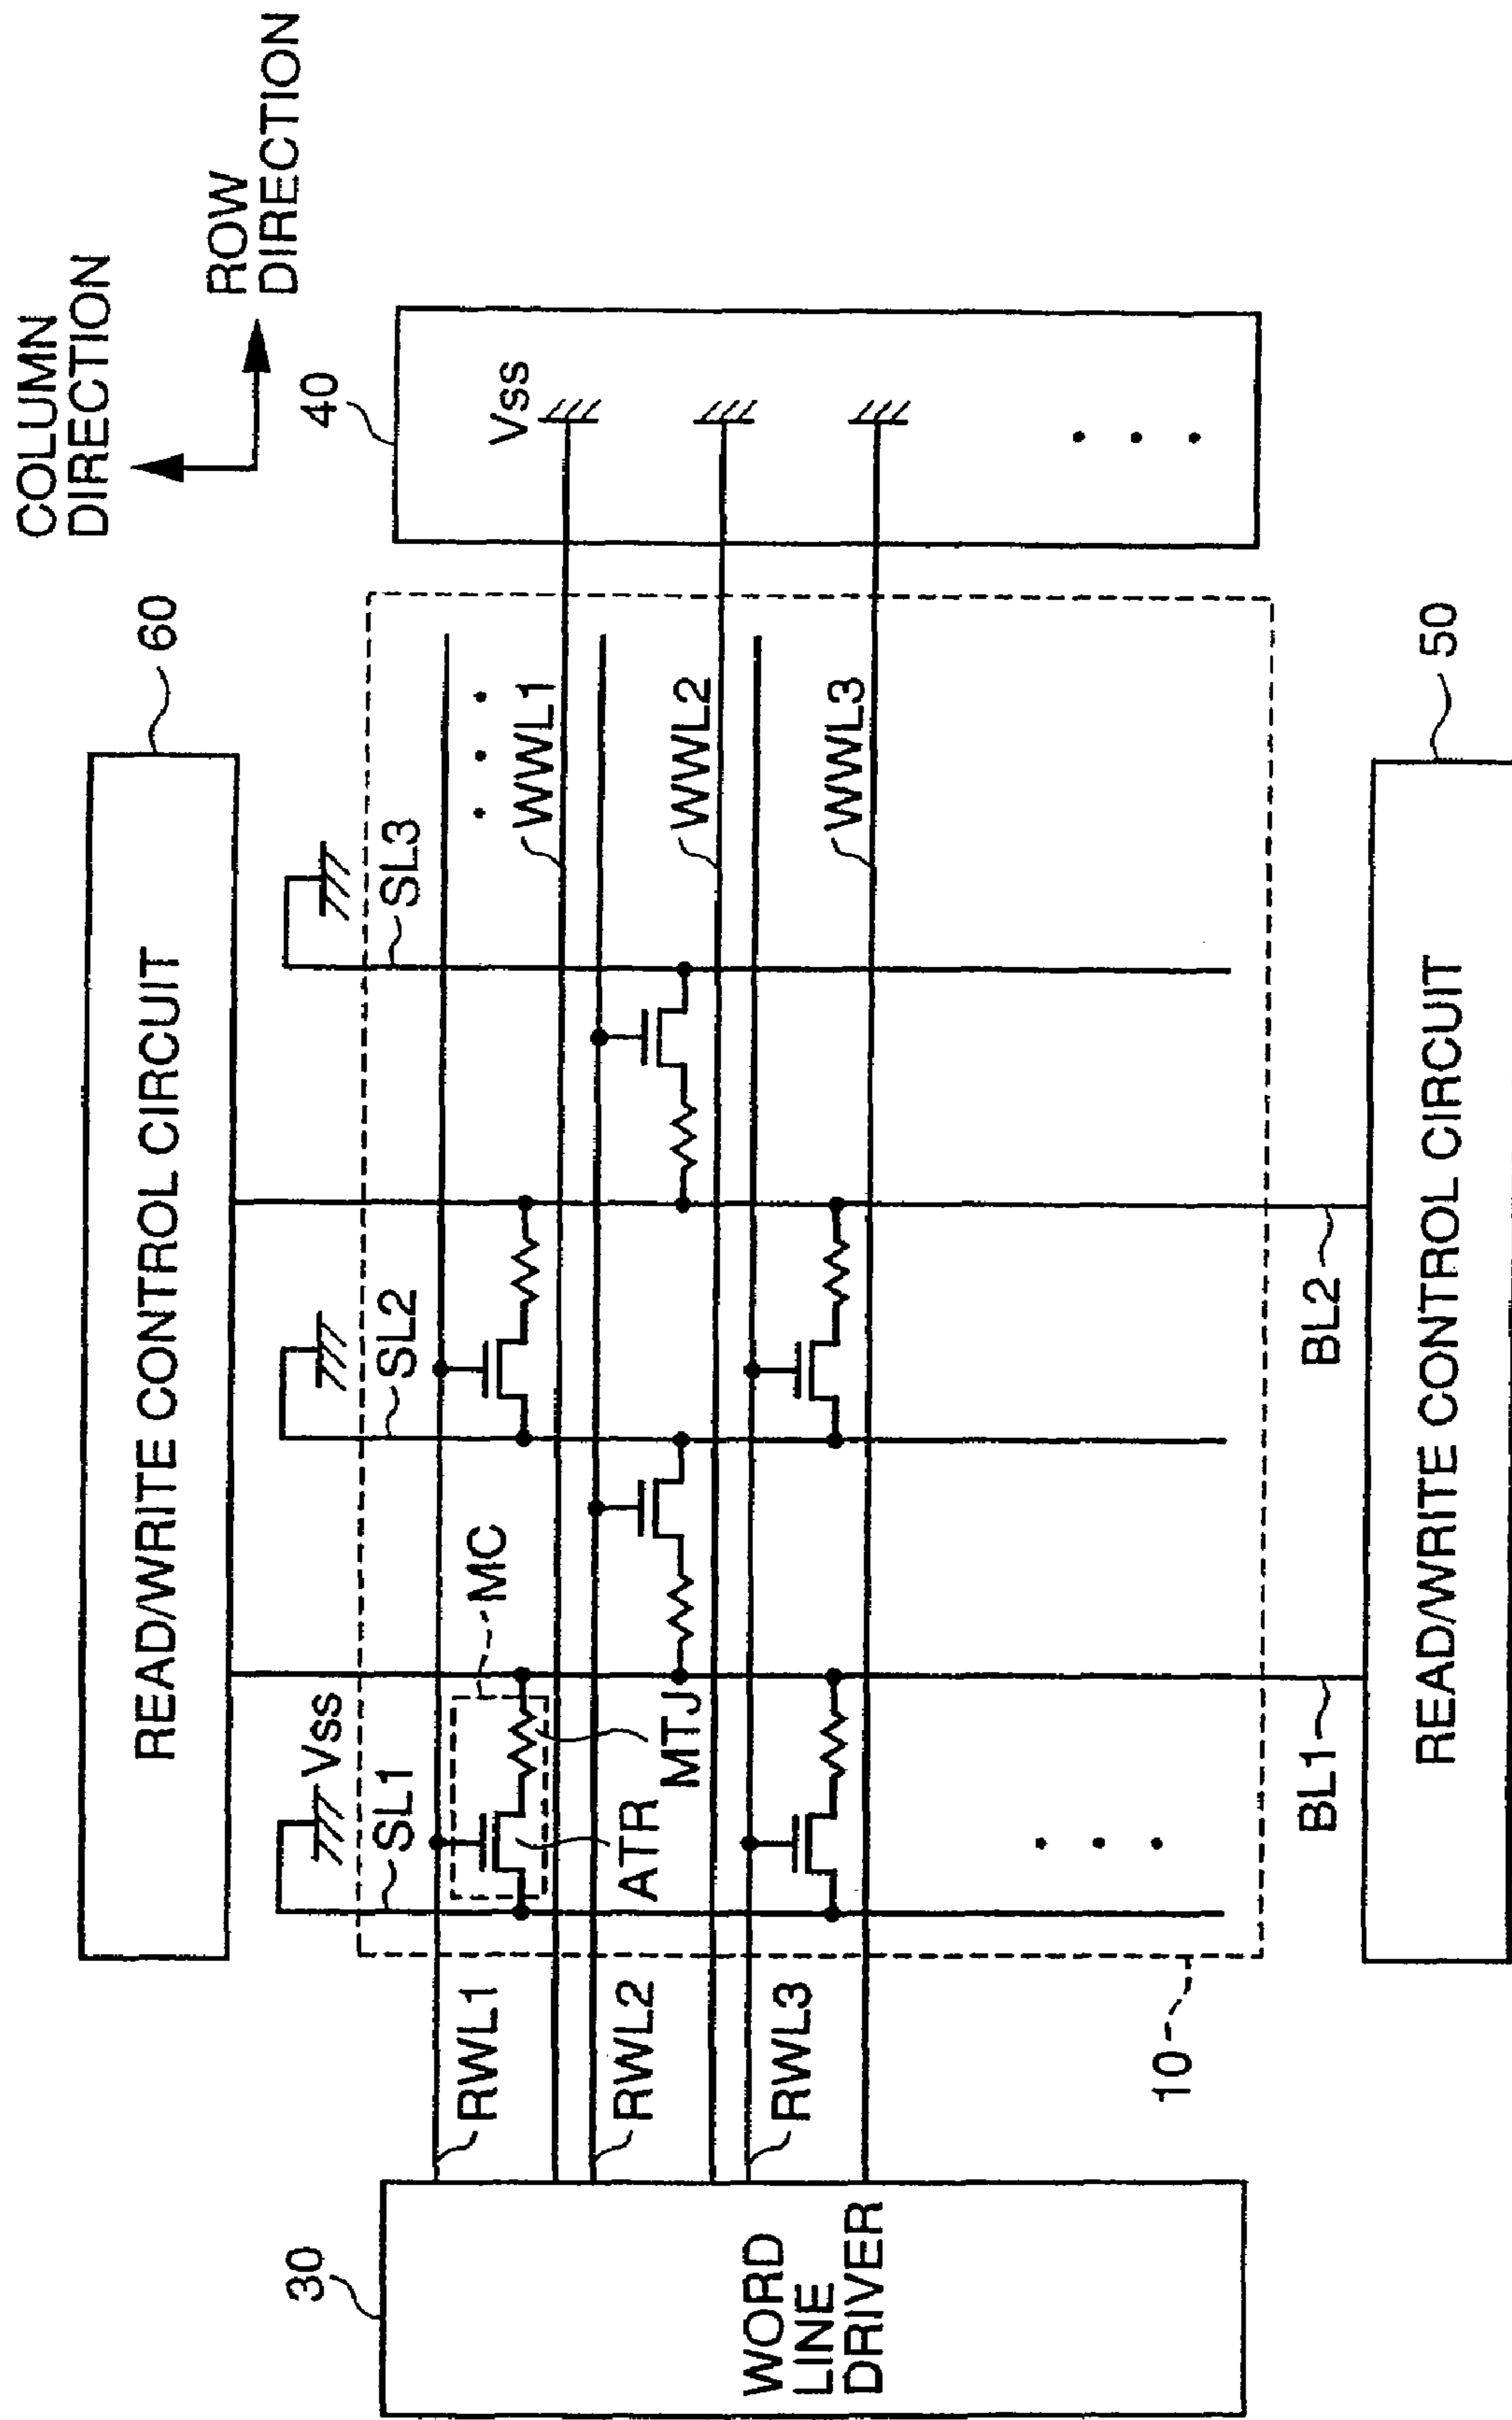 COLUMN
DIRECTION
ROW
DIRECTION
60
READ/WRITE CONTROL CIRCUIT
40
Vss
Vss
SL1
SL2
SL3
MC
ATR
MTJ
WWL1
WWL2
WWL3
RWL1
RWL2
RWL3
30
WORD
LINE
DRIVER
10
BL1
BL2
50
READ/WRITE CONTROL CIRCUIT